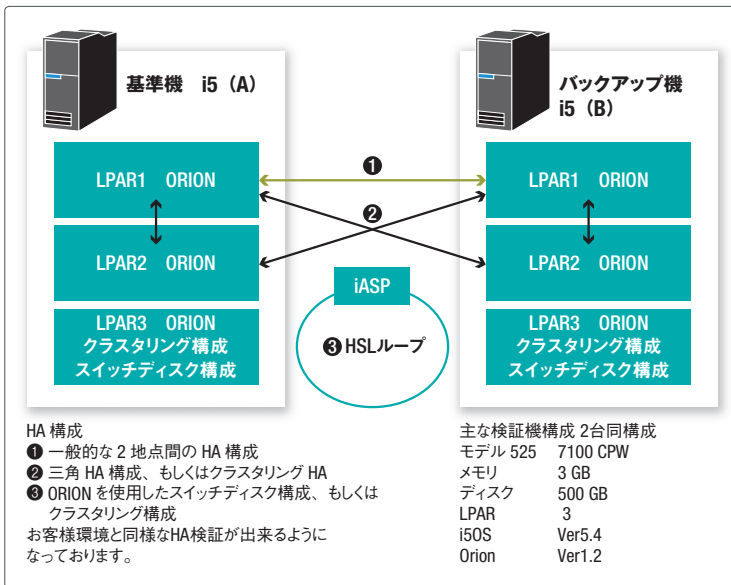 基準機 i5（A）
LPAR1 ORION
LPAR2 ORION
LPAR3 ORION
クラスタリング構成
スイッチディスク構成
❶
❷
iASP
❸HSLループ
バックアップ機
i5（B）
LPAR1 ORION
LPAR2 ORION
LPAR3 ORION
クラスタリング構成
スイッチディスク構成
HA 構成
❶ 一般的な 2 地点間の HA 構成
❷ 三角 HA 構成、もしくはクラスタリング HA
❸ ORION を使用したスイッチディスク構成、もしくは
クラスタリング構成
お客様環境と同様なHA検証が出来るように
なっております。
主な検証機構成 2台同構成
モデル 525 7100 CPW
メモリ 3 GB
ディスク 500 GB
LPAR 3
i5OS Ver5.4
Orion Ver1.2